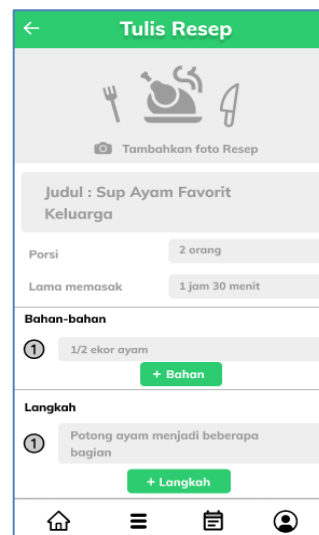 Tulis Resep
Tambahkan foto Resep
Judul : Sup Ayam Favorit
Keluarga
Porsi
2 orang
Lama memasak
1 jam 30 menit
Bahan-bahan
1
1/2 ekor ayam
+ Bahan
Langkah
1
Potong ayam menjadi beberapa
bagian
+ Langkah